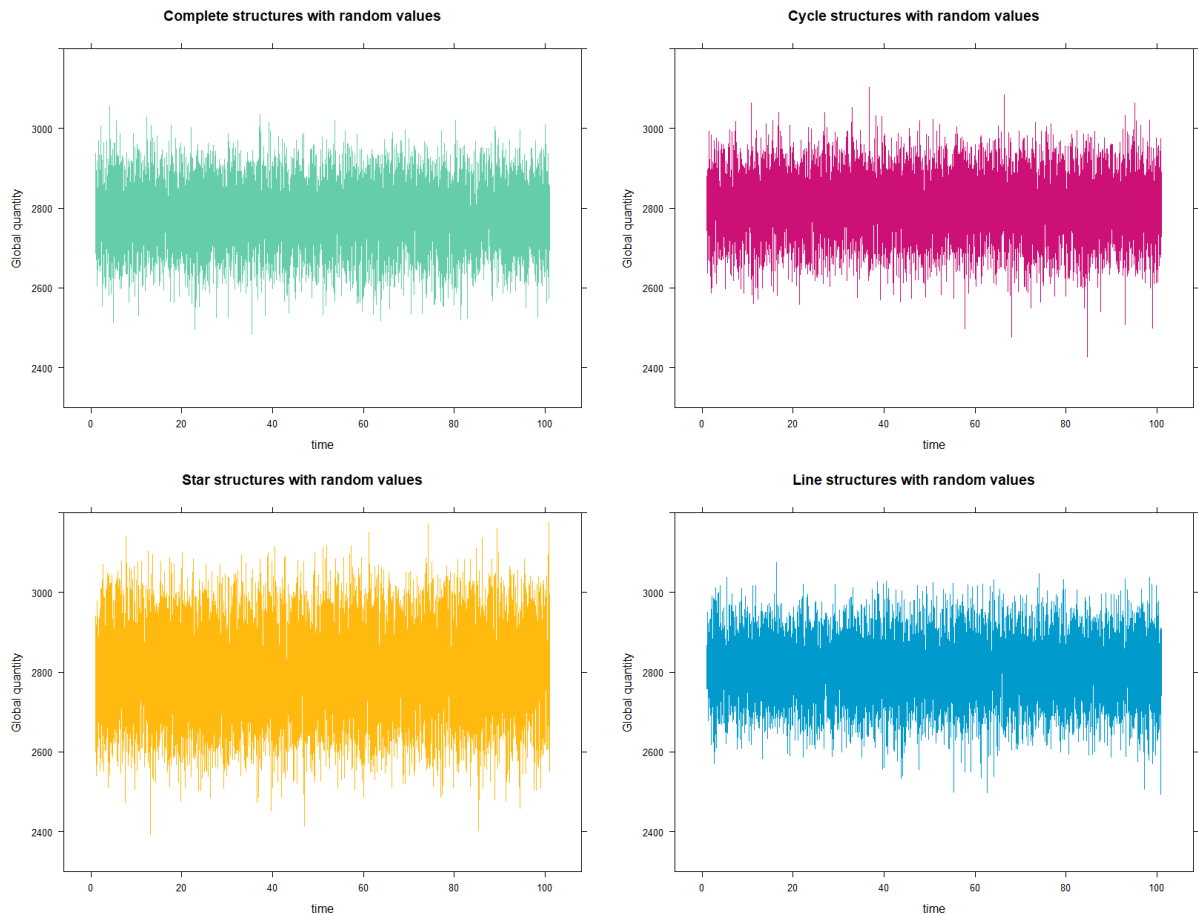 Complete structures with random values
Global quantity
3000
2800
2600
2400
0 20 40 60 80 100
time
Cycle structures with random values
Global quantity
3000
2800
2600
2400
0 20 40 60 80 100
time
Star structures with random values
Global quantity
3000
2800
2600
2400
0 20 40 60 80 100
time
Line structures with random values
Global quantity
3000
2800
2600
2400
0 20 40 60 80 100
time